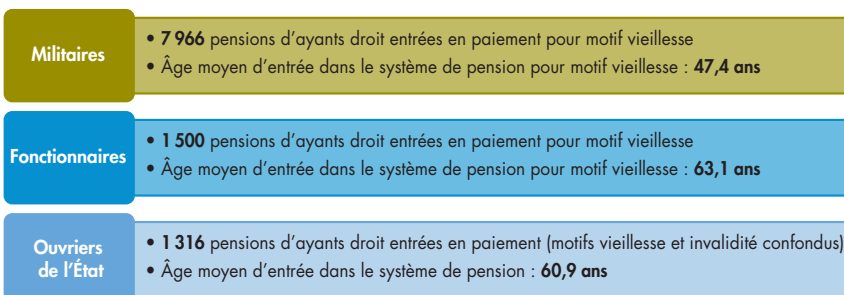 Militaires
• 7 966 pensions d'ayants droit entrées en paiement pour motif vieillesse
• Âge moyen d'entrée dans le système de pension pour motif vieillesse : 47,4 ans
Fonctionnaires
• 1 500 pensions d'ayants droit entrées en paiement pour motif vieillesse
• Âge moyen d'entrée dans le système de pension pour motif vieillesse : 63,1 ans
Ouvriers
de l'État
• 1 316 pensions d'ayants droit entrées en paiement (motifs vieillesse et invalidité confondus)
• Âge moyen d'entrée dans le système de pension : 60,9 ans